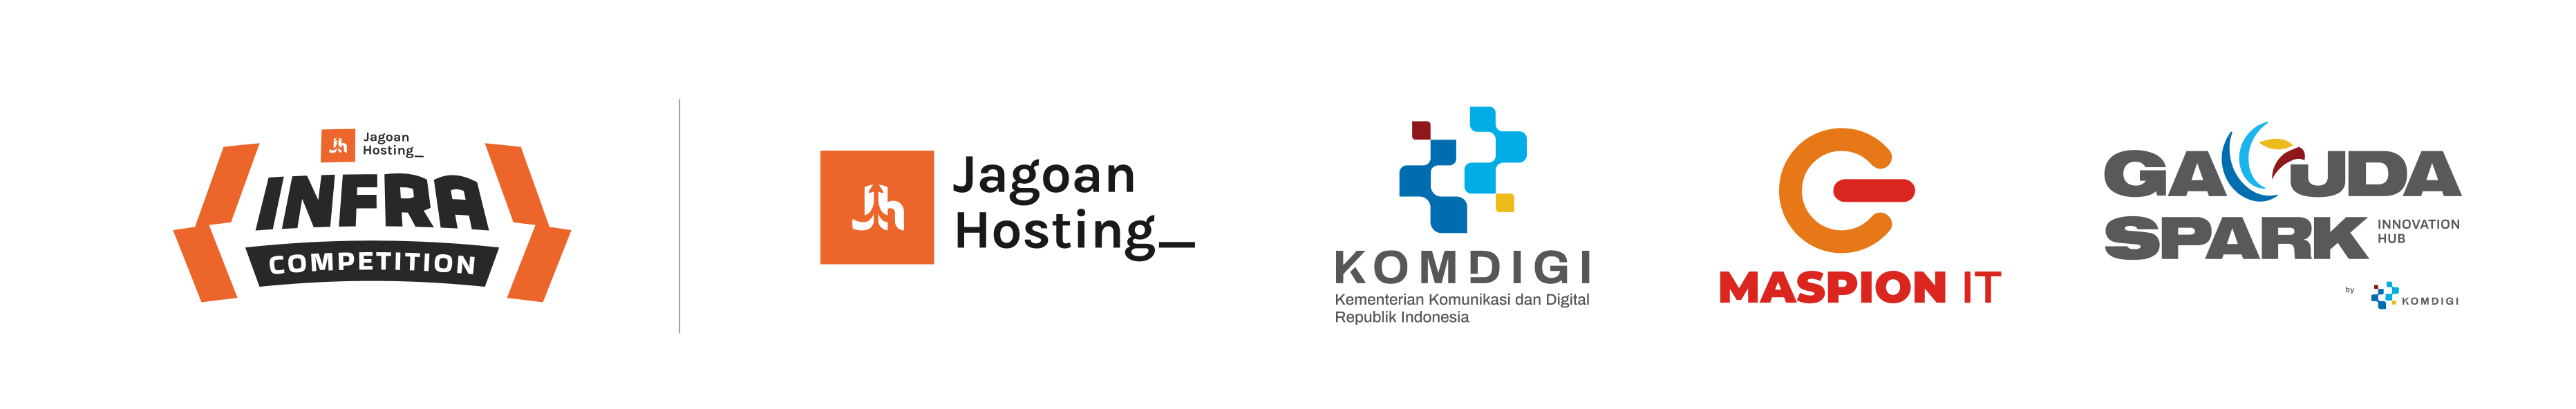 Jagoan
Hosting_
INFRA
COMPETITION
Jagoan
Hosting_
KOMDIGI
Kementerian Komunikasi dan Digital
Republik Indonesia
MASPION IT
GARUDA
SPARK
INNOVATION
HUB
by KOMDIGI